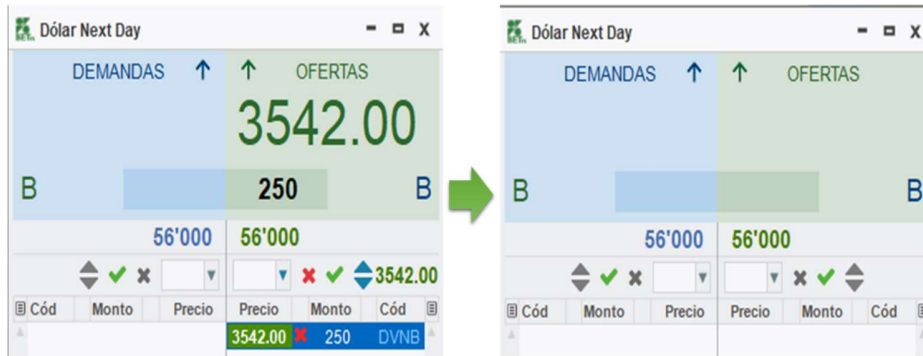 Dólar Next Day
DEMANDAS OFERTAS
3542.00
B 250 B
56'000 56'000
3542.00
Cód Monto Precio Precio Monto Cód
3542.00 250 DVNB
Dólar Next Day
DEMANDAS OFERTAS
B B
56'000 56'000
Cód Monto Precio Precio Monto Cód